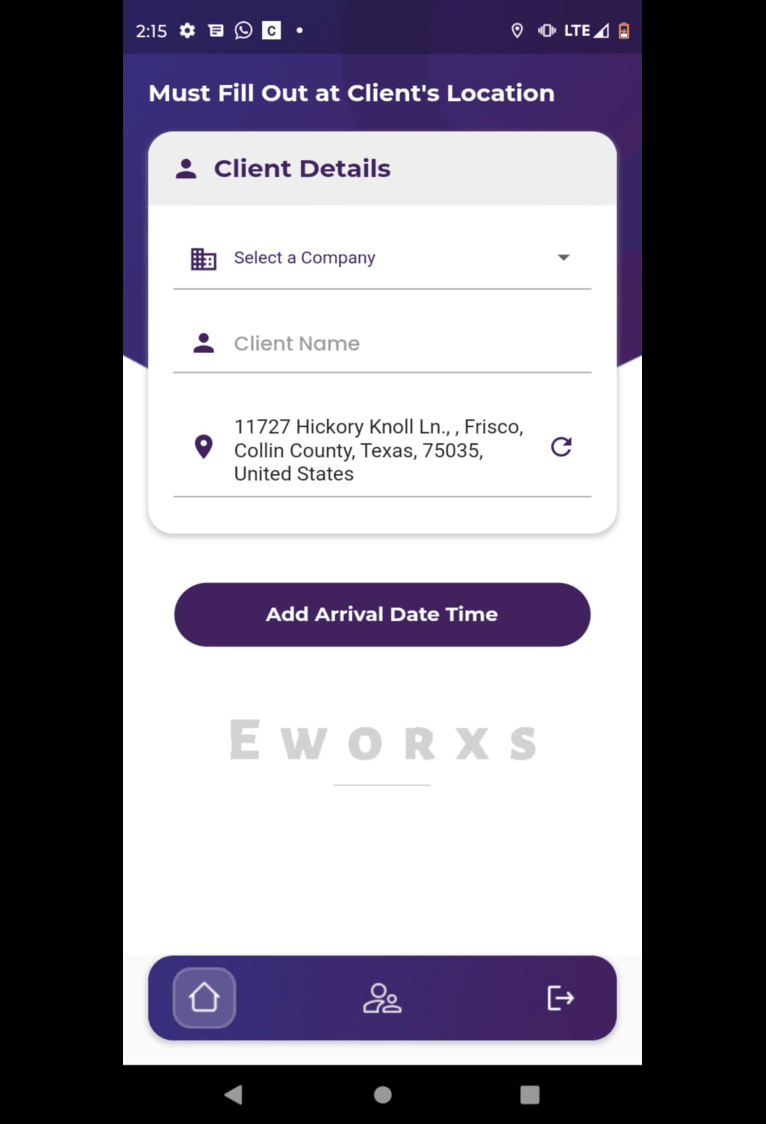 2:15 C LTE
Must Fill Out at Client's Location
Client Details
Select a Company
Client Name
11727 Hickory Knoll Ln., , Frisco,
Collin County, Texas, 75035,
United States
Add Arrival Date Time
EWORXS